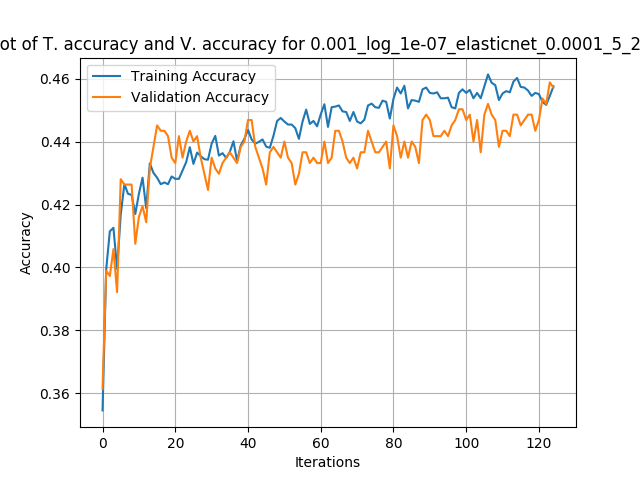 ot of T. accuracy and V. accuracy for 0.001_log_1e-07_elasticnet_0.0001_5_2
Training Accuracy
Validation Accuracy
0.46
0.44
0.42
0.40
0.38
0.36
Accuracy
0 20 40 60 80 100 120
Iterations